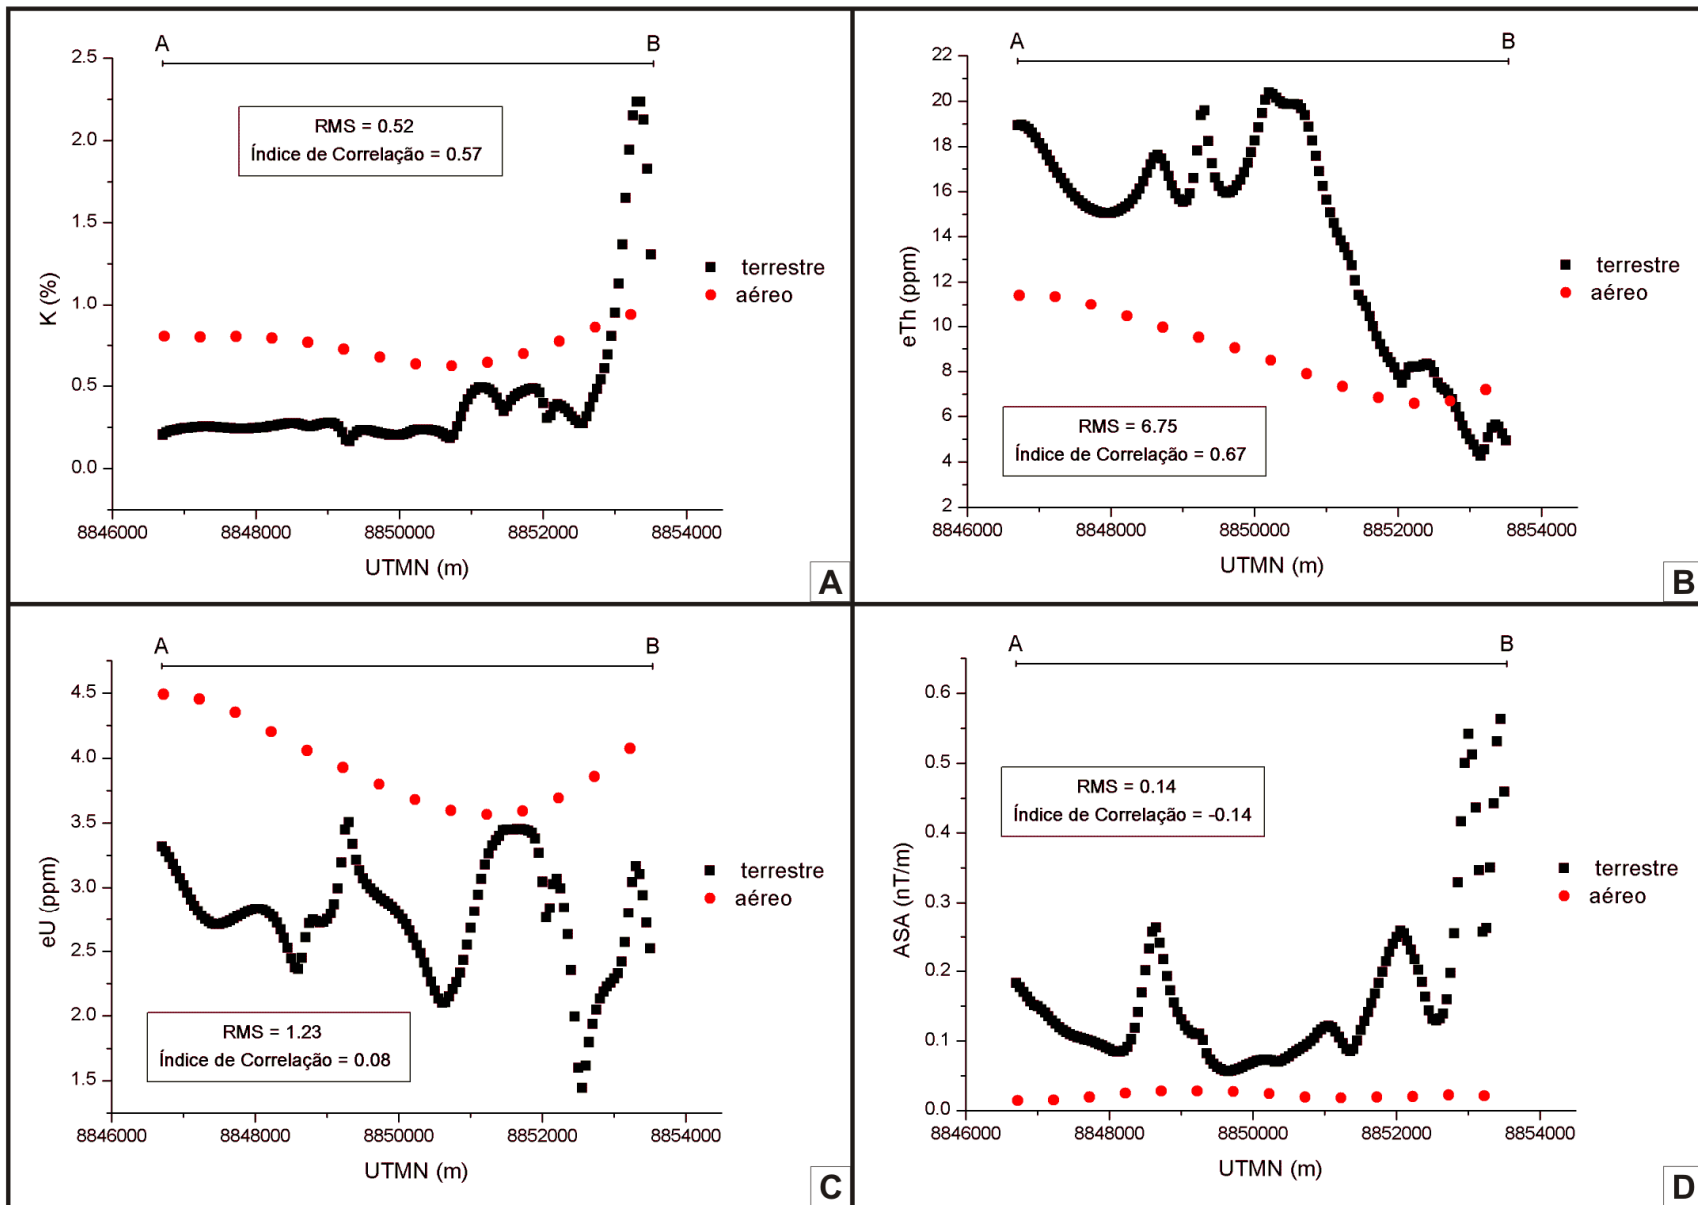 A B
2.5
2.0
1.5
1.0
0.5
0.0
K (%)
RMS = 0.52
Índice de Correlação = 0.57
terrestre
aéreo
8846000 8848000 8850000 8852000 8854000
UTMN (m)
A
A B
22
20
18
16
14
12
10
8
6
4
2
eTh (ppm)
RMS = 6.75
Índice de Correlação = 0.67
terrestre
aéreo
8846000 8848000 8850000 8852000 8854000
UTMN (m)
B
A B
4.5
4.0
3.5
3.0
2.5
2.0
1.5
eU (ppm)
RMS = 1.23
Índice de Correlação = 0.08
terrestre
aéreo
8846000 8848000 8850000 8852000 8854000
UTMN (m)
C
A B
0.6
0.5
0.4
0.3
0.2
0.1
0.0
ASA (nT/m)
RMS = 0.14
Índice de Correlação = -0.14
terrestre
aéreo
8846000 8848000 8850000 8852000 8854000
UTMN (m)
D